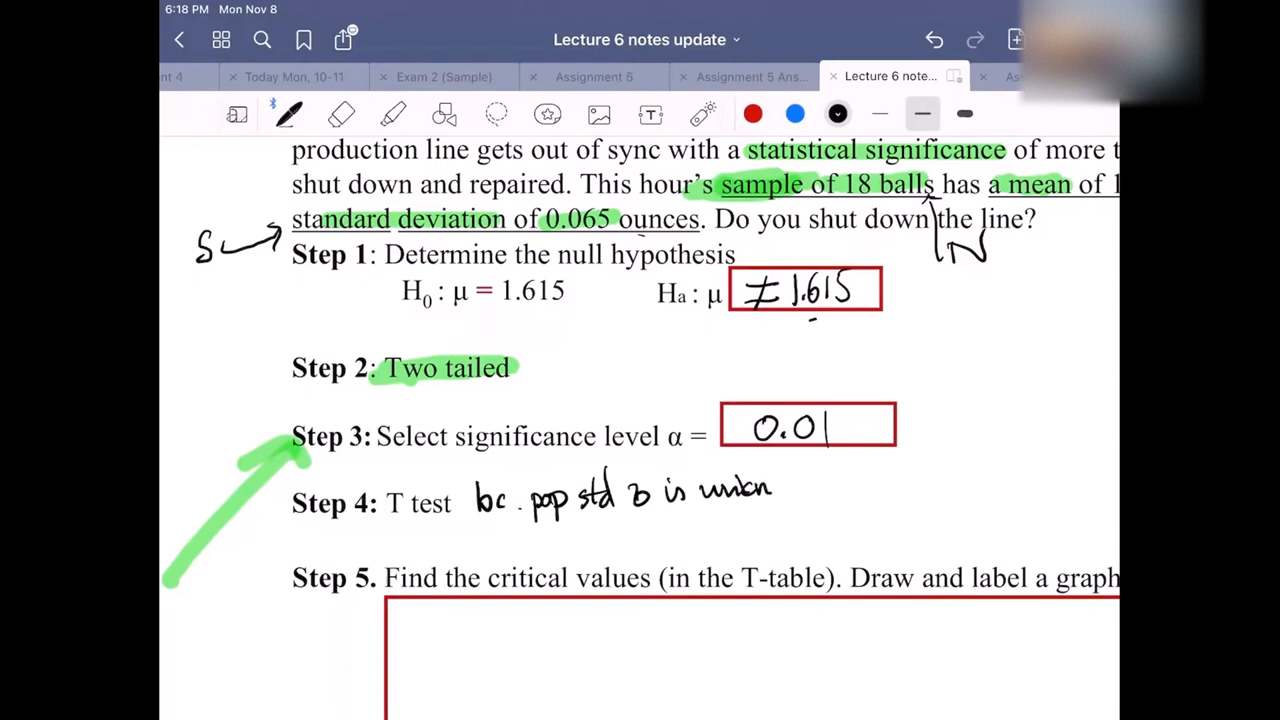 6:18 PM Mon Nov 8
Lecture 6 notes update
nt 4 Today Mon, 10-11 Exam 2 (Sample) Assignment 5 Assignment 5 Ans... Lecture 6 note... As
production line gets out of sync with a statistical significance of more t
shut down and repaired. This hour's sample of 18 balls has a mean of 1
standard deviation of 0.065 ounces. Do you shut down the line?
S N
Step 1: Determine the null hypothesis
H₀ : μ = 1.615 Ha : μ ≠ 1.615
Step 2: Two tailed
Step 3: Select significance level α = 0.01
Step 4: T test bc. pop std is unkn
Step 5. Find the critical values (in the T-table). Draw and label a graph